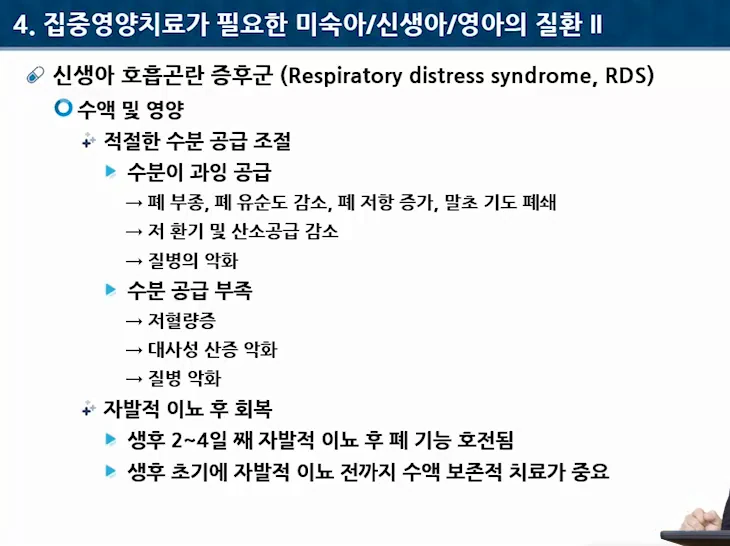 4. 집중영양치료가 필요한 미숙아/신생아/영아의 질환 II
신생아 호흡곤란 증후군 (Respiratory distress syndrome, RDS)
수액 및 영양
적절한 수분 공급 조절
수분이 과잉 공급
→ 폐 부종, 폐 유순도 감소, 폐 저항 증가, 말초 기도 폐쇄
→ 저 환기 및 산소공급 감소
→ 질병의 악화
수분 공급 부족
→ 저혈량증
→ 대사성 산증 악화
→ 질병 악화
자발적 이뇨 후 회복
생후 2~4일 째 자발적 이뇨 후 폐 기능 호전됨
생후 초기에 자발적 이뇨 전까지 수액 보존적 치료가 중요